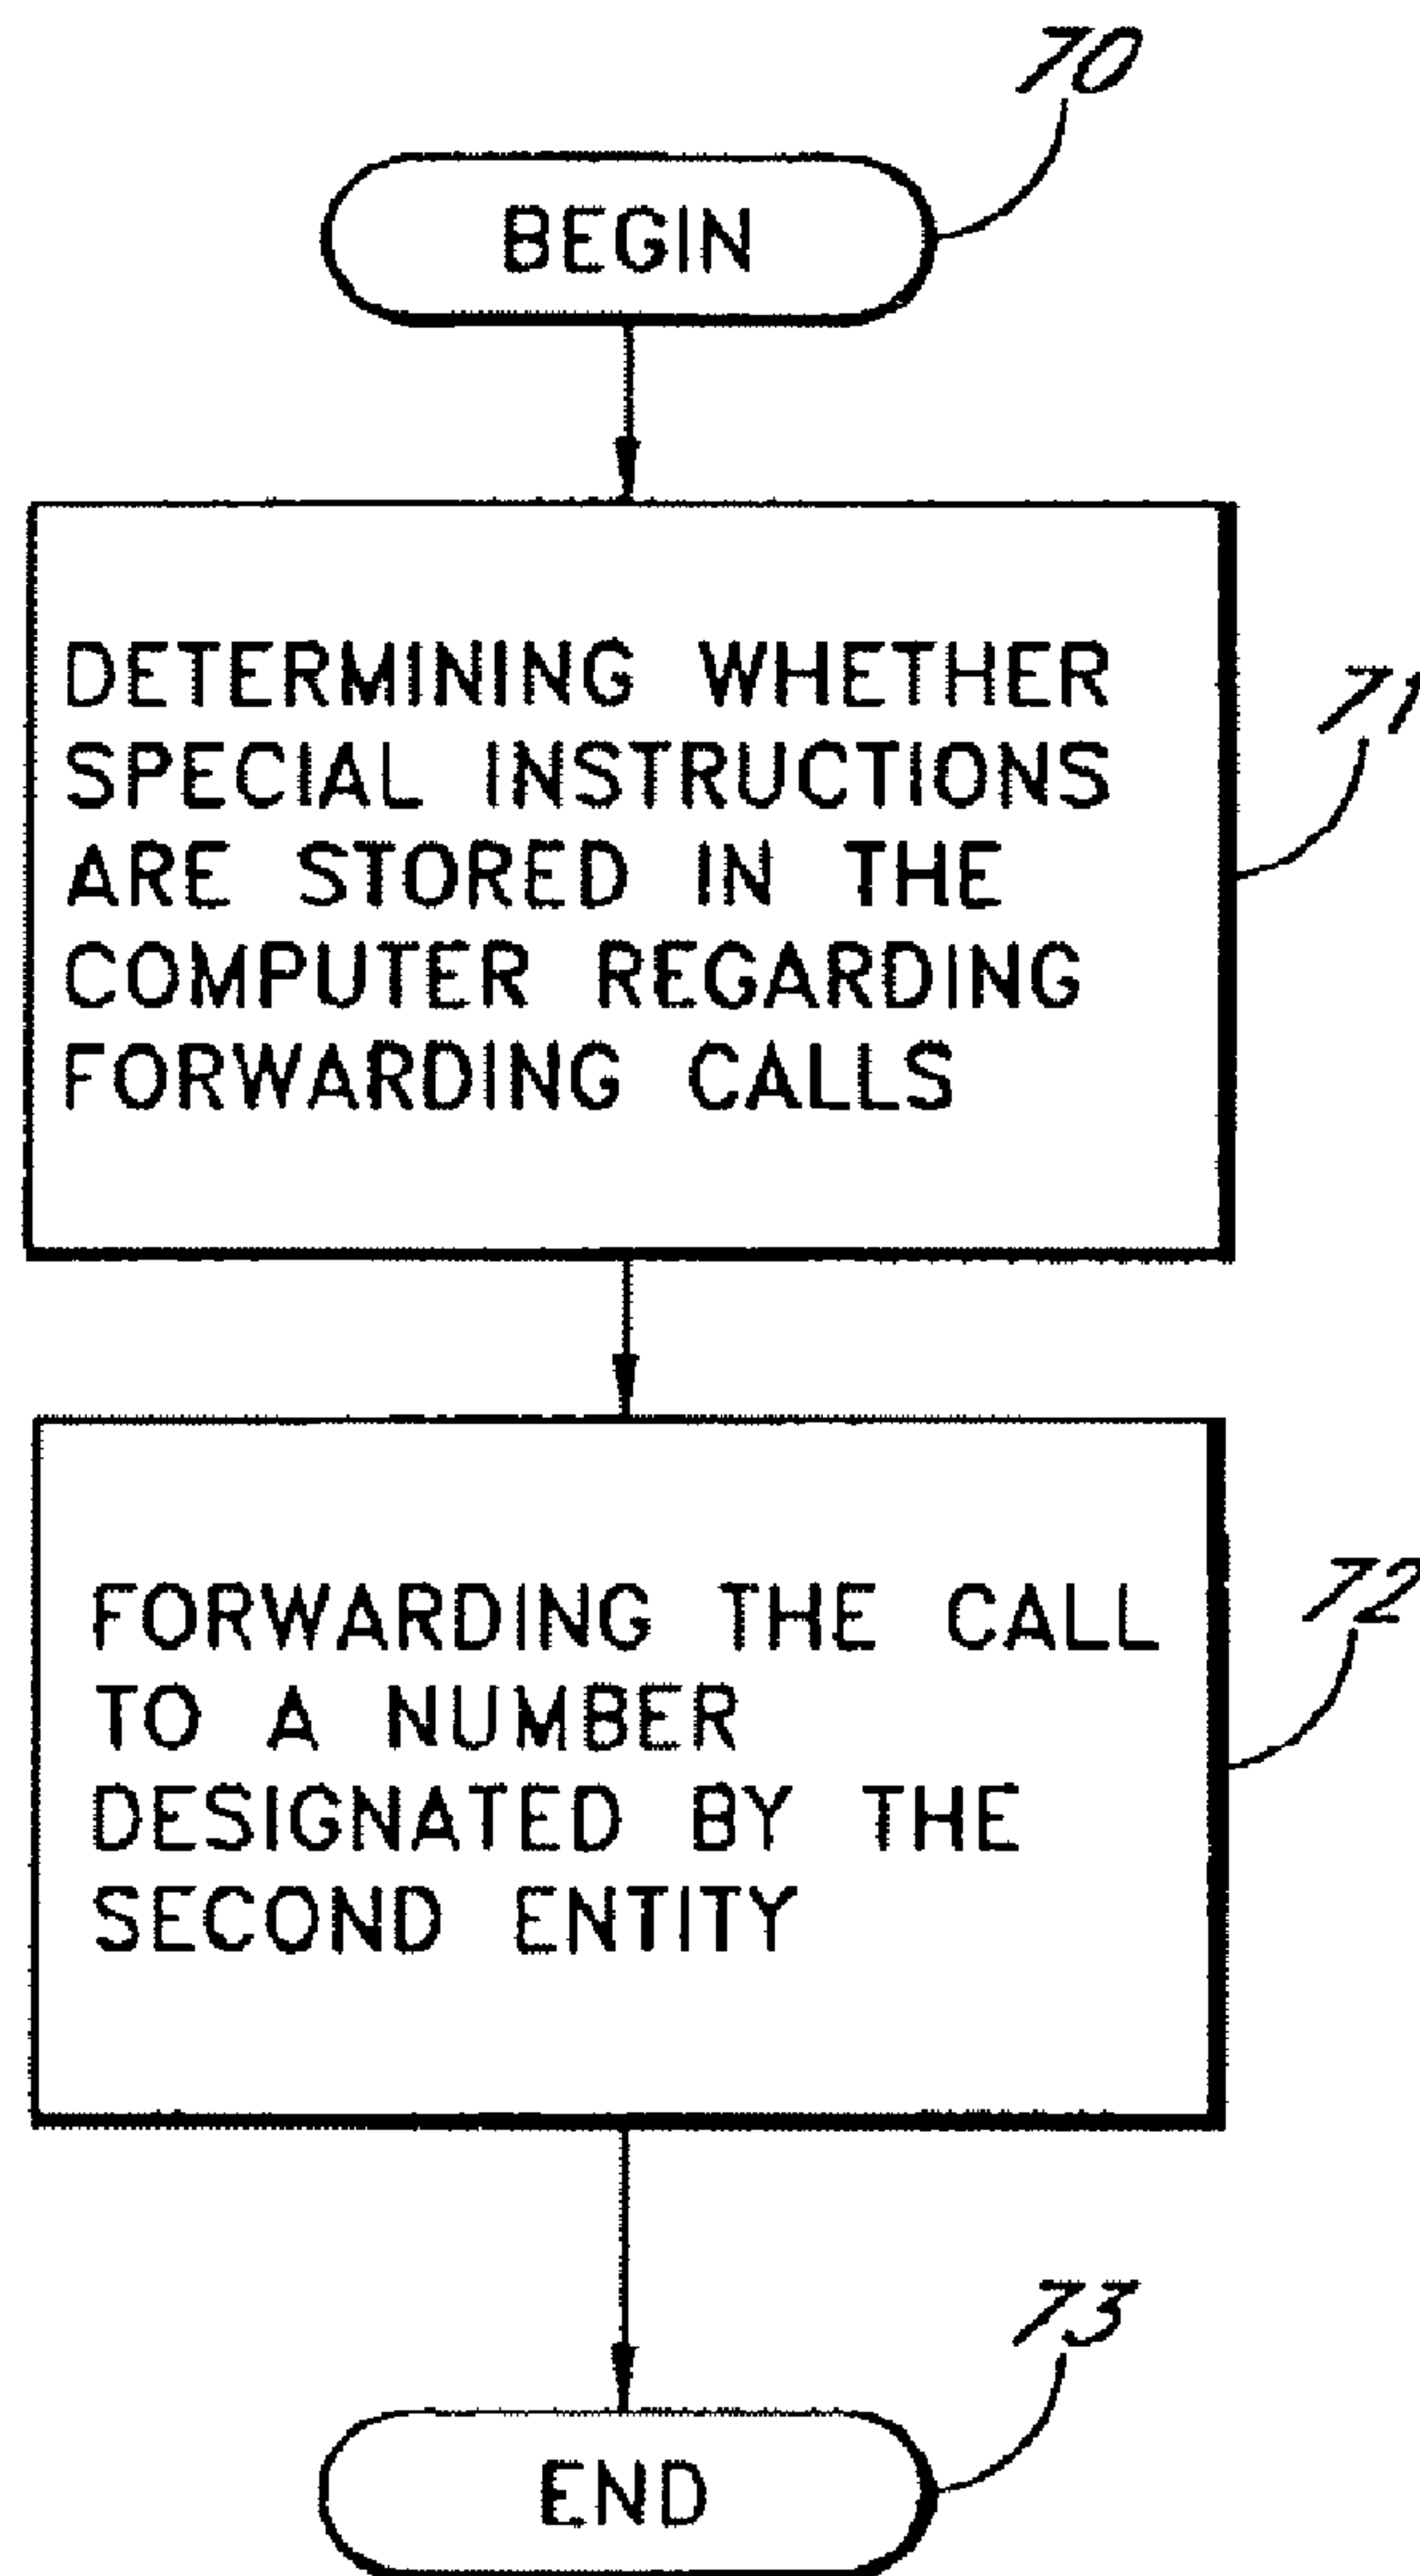 70
BEGIN
DETERMINING WHETHER
SPECIAL INSTRUCTIONS
ARE STORED IN THE
COMPUTER REGARDING
FORWARDING CALLS
71
FORWARDING THE CALL
TO A NUMBER
DESIGNATED BY THE
SECOND ENTITY
72
73
END